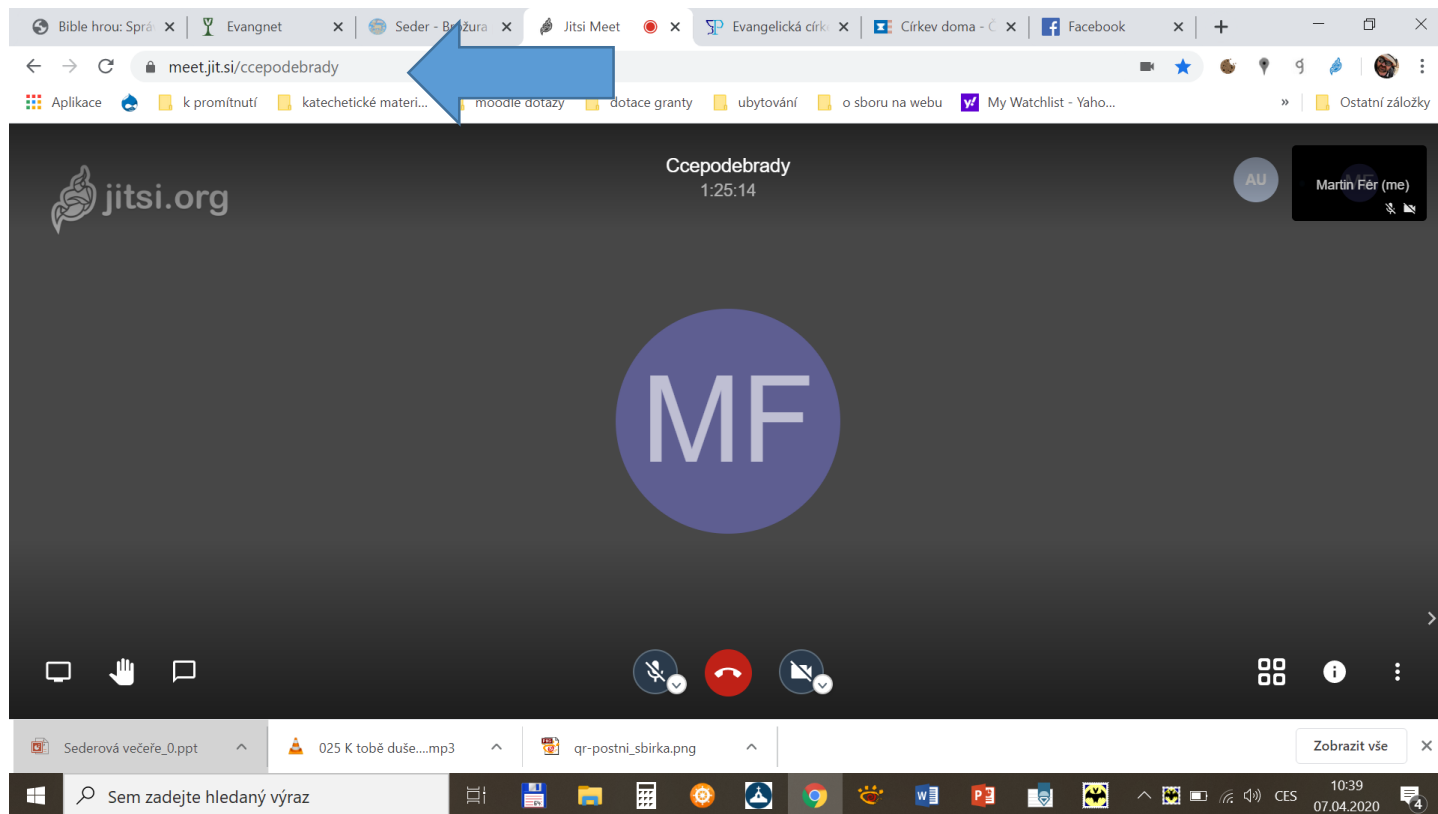 Bible hrou: Sprá
Evangnet
Seder - Brožura
Jitsi Meet
Evangelická círk
Církev doma - Č
Facebook
meet.jit.si/ccepodebrady
Aplikace
k promítnutí
katechetické materi...
moodle dotazy
dotace granty
ubytování
o sboru na webu
My Watchlist - Yaho...
»
Ostatní záložky
jitsi.org
Ccepodebrady
1:25:14
AU
Martin Fér (me)
MF
Sederová večeře_0.ppt
025 K tobě duše....mp3
qr-postni_sbirka.png
Zobrazit vše
Sem zadejte hledaný výraz
CES
10:39
07.04.2020
4